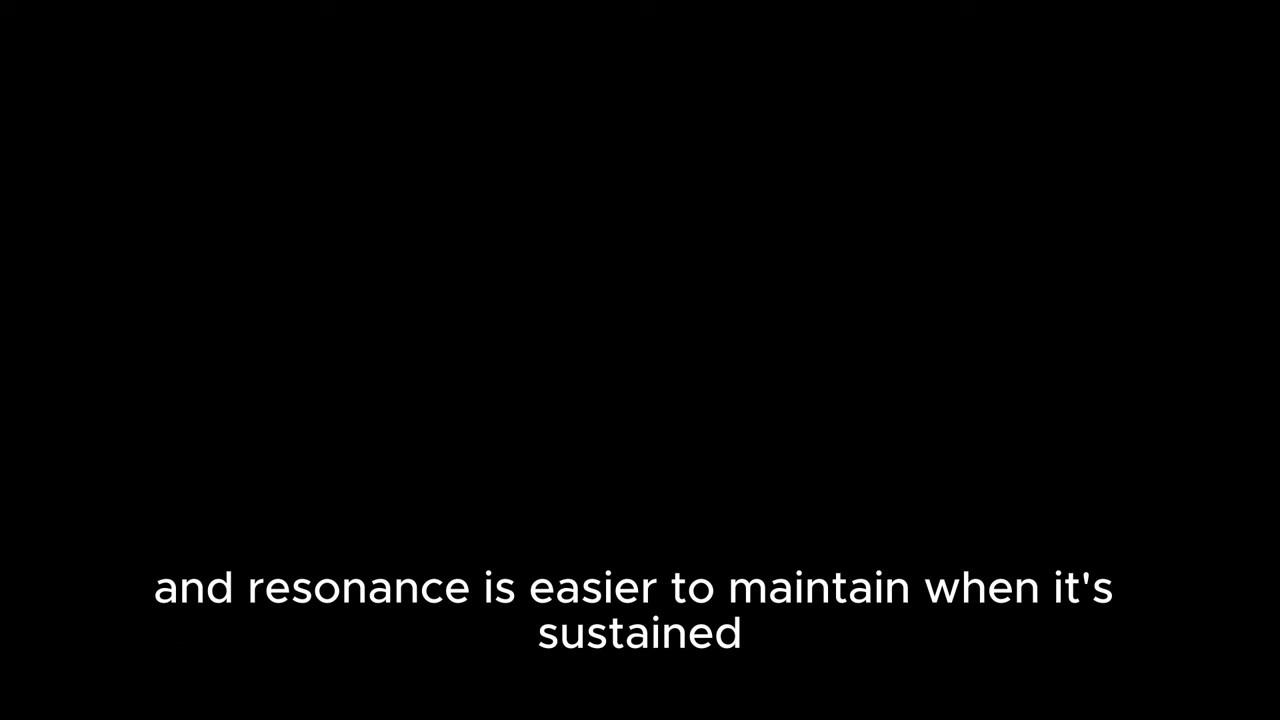 and resonance is easier to maintain when it's
sustained